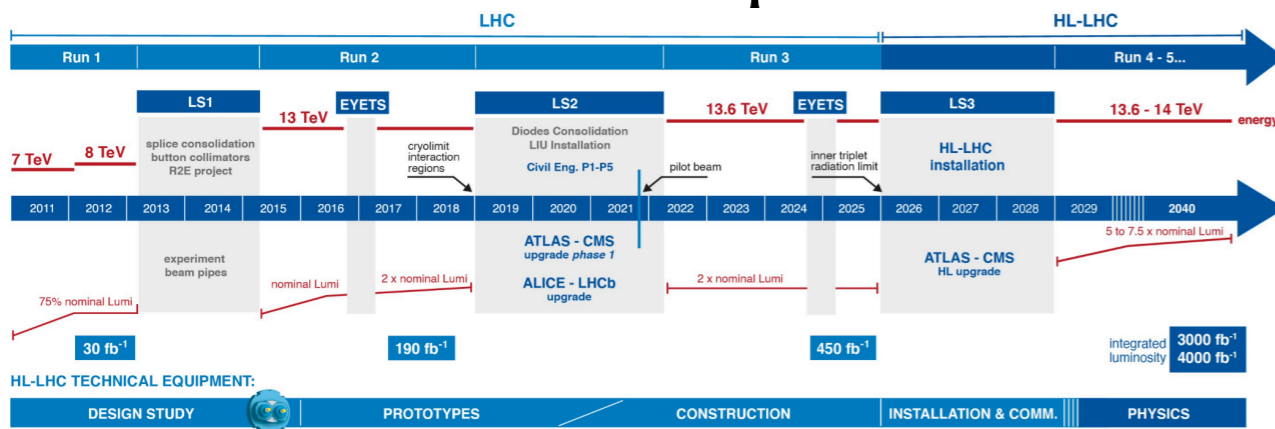 LHC
HL-LHC
Run 1
Run 2
Run 3
Run 4 - 5...
LS1
EYETS
LS2
EYETS
LS3
7 TeV
8 TeV
13 TeV
13.6 TeV
13.6 - 14 TeV
energy
splice consolidation
button collimators
R2E project
cryolimit
interaction
regions
Diodes Consolidation
LIU Installation
Civil Eng. P1-P5
pilot beam
inner triplet
radiation limit
HL-LHC
installation
2011
2012
2013
2014
2015
2016
2017
2018
2019
2020
2021
2022
2023
2024
2025
2026
2027
2028
2029
2040
experiment
beam pipes
ATLAS - CMS
upgrade phase 1
ALICE - LHCb
upgrade
ATLAS - CMS
HL upgrade
75% nominal Lumi
nominal Lumi
2 x nominal Lumi
2 x nominal Lumi
5 to 7.5 x nominal Lumi
30 fb⁻¹
190 fb⁻¹
450 fb⁻¹
integrated
luminosity
3000 fb⁻¹
4000 fb⁻¹
HL-LHC TECHNICAL EQUIPMENT:
DESIGN STUDY
PROTOTYPES
CONSTRUCTION
INSTALLATION & COMM.
PHYSICS